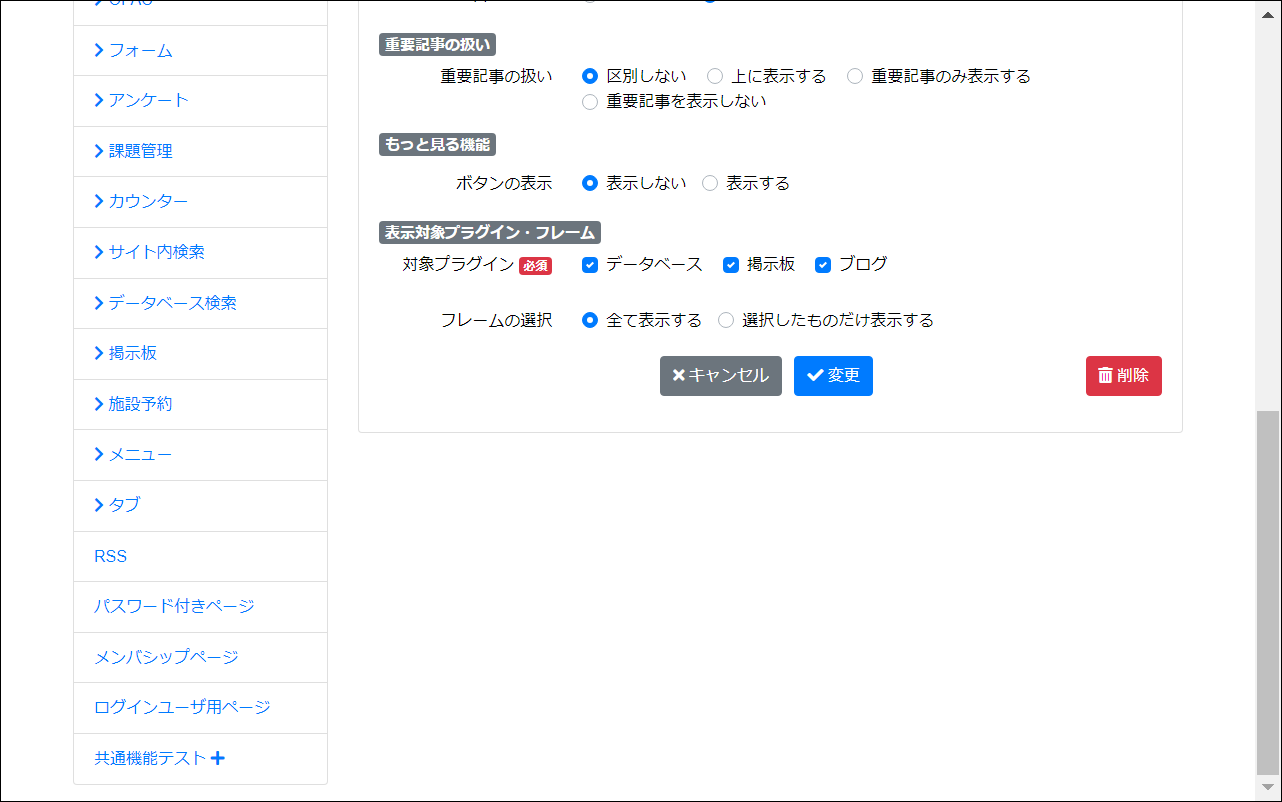 フォーム
アンケート
課題管理
カウンター
サイト内検索
データベース検索
掲示板
施設予約
メニュー
タブ
RSS
パスワード付きページ
メンバシップページ
ログインユーザ用ページ
共通機能テスト
重要記事の扱い
重要記事の扱い 区別しない 上に表示する 重要記事のみ表示する
重要記事を表示しない
もっと見る機能
ボタンの表示 表示しない 表示する
表示対象プラグイン・フレーム
対象プラグイン 必須 データベース 掲示板 ブログ
フレームの選択 全て表示する 選択したものだけ表示する
キャンセル 変更 削除